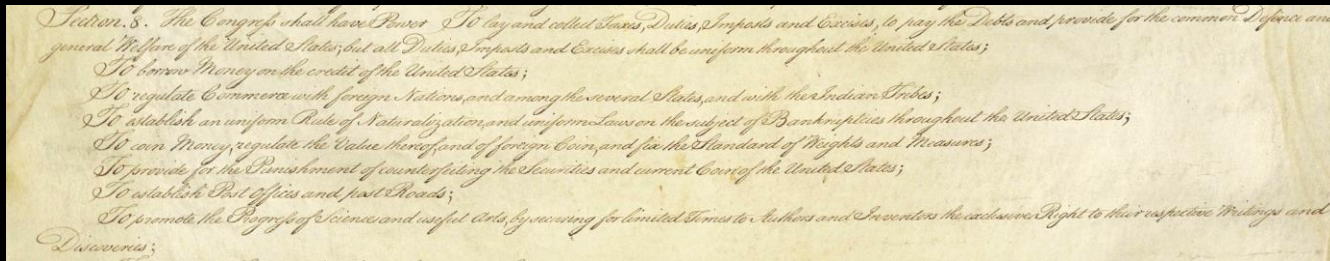 Section. 8. The Congress shall have Power To lay and collect Taxes, Duties, Imposts and Excises, to pay the Debts and provide for the common Defence and
general Welfare of the United States; but all Duties, Imposts and Excises shall be uniform throughout the United States;
To borrow Money on the credit of the United States;
To regulate Commerce with foreign Nations, and among the several States, and with the Indian Tribes;
To establish an uniform Rule of Naturalization, and uniform Laws on the subject of Bankruptcies throughout the United States;
To coin Money, regulate the Value thereof, and of foreign Coin, and fix the Standard of Weights and Measures;
To provide for the Punishment of counterfeiting the Securities and current Coin of the United States;
To establish Post Offices and post Roads;
To promote the Progress of Science and useful Arts, by securing for limited Times to Authors and Inventors the exclusive Right to their respective Writings and
Discoveries;